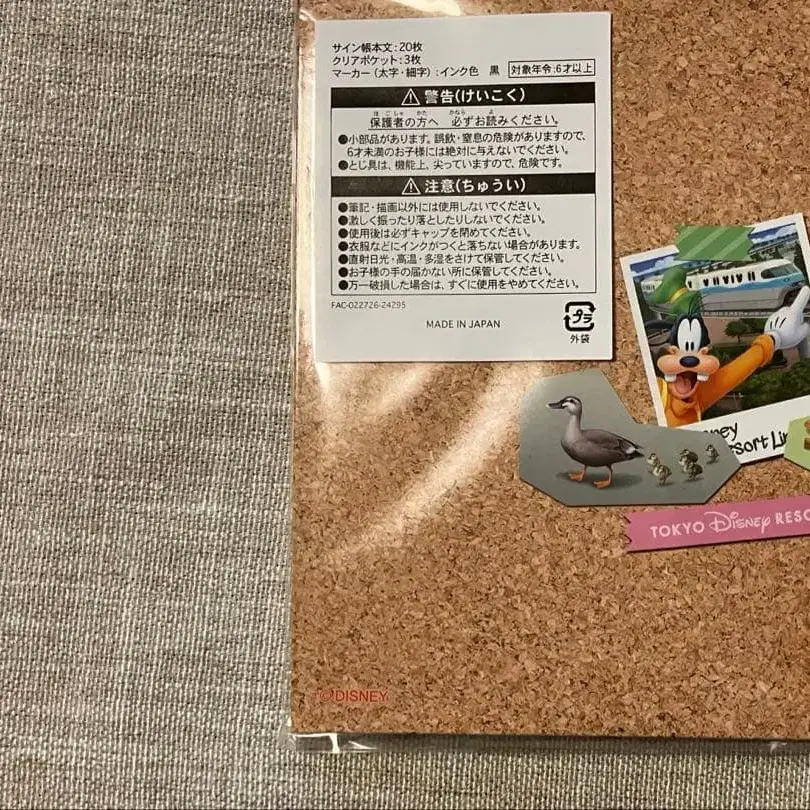 サイン帳本文：20枚
クリアポケット：3枚
マーカー（太字・細字）：インク色　黒
対象年令：6才以上
警告(けいこく)
保護者の方へ　必ずお読みください。
●小部品があります。誤飲・窒息の危険がありますので、
6才未満のお子様には絶対に与えないでください。
●とじ具は、機能上、尖っていますので、危険です。
注意(ちゅうい)
●筆記・描画以外には使用しないでください。
●激しく振ったり落としたりしないでください。
●使用後は必ずキャップを閉めてください。
●衣服などにインクがつくと落ちない場合があります。
●直射日光・高温・多湿をさけて保管してください。
●お子様の手の届かない所に保管してください。
●万一破損した場合は、すぐに使用をやめてください。
FAC-022726-24295
MADE IN JAPAN
プラ
外袋
TOKYO Disney RESO
©DISNEY